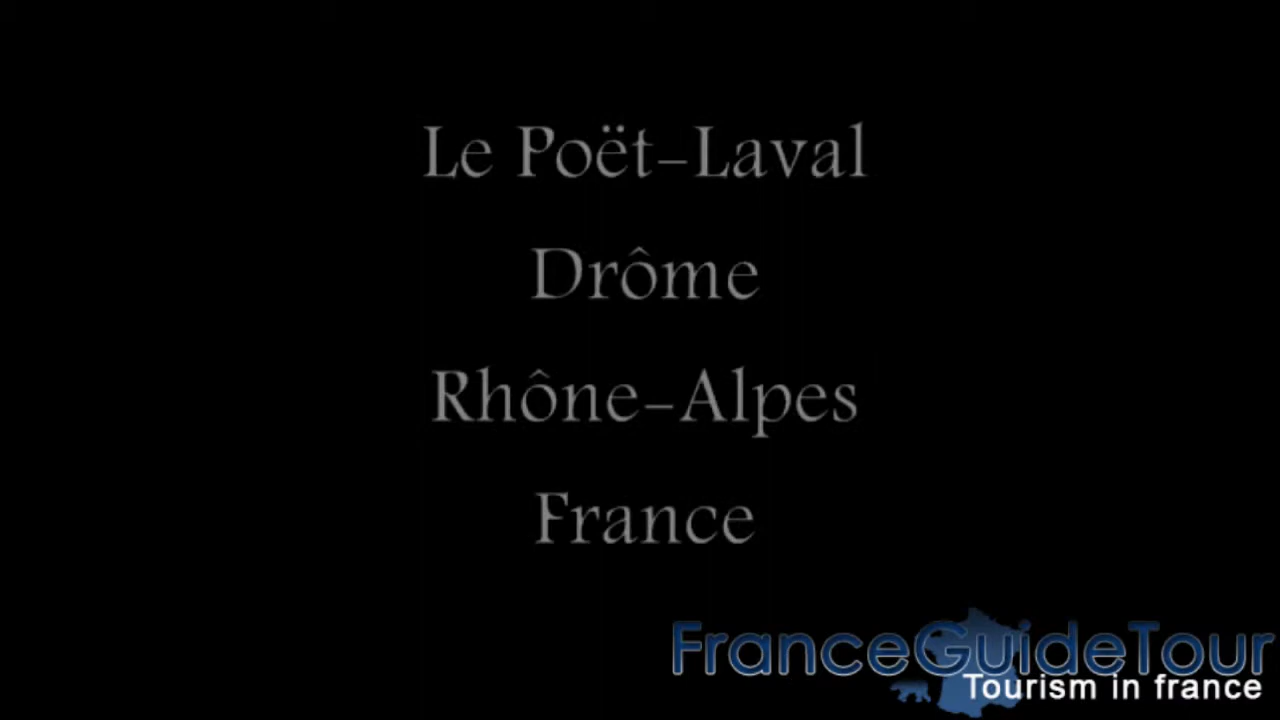 Le Poët-Laval
Drôme
Rhône-Alpes
France
FranceGuideTour
Tourism in france